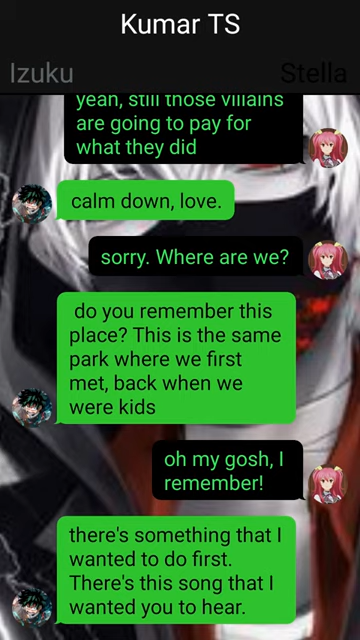 Kumar TS
Izuku
Stella
yeah, still those villains
are going to pay for
what they did
calm down, love.
sorry. Where are we?
do you remember this
place? This is the same
park where we first
met, back when we
were kids
oh my gosh, I
remember!
there's something that I
wanted to do first.
There's this song that I
wanted you to hear.